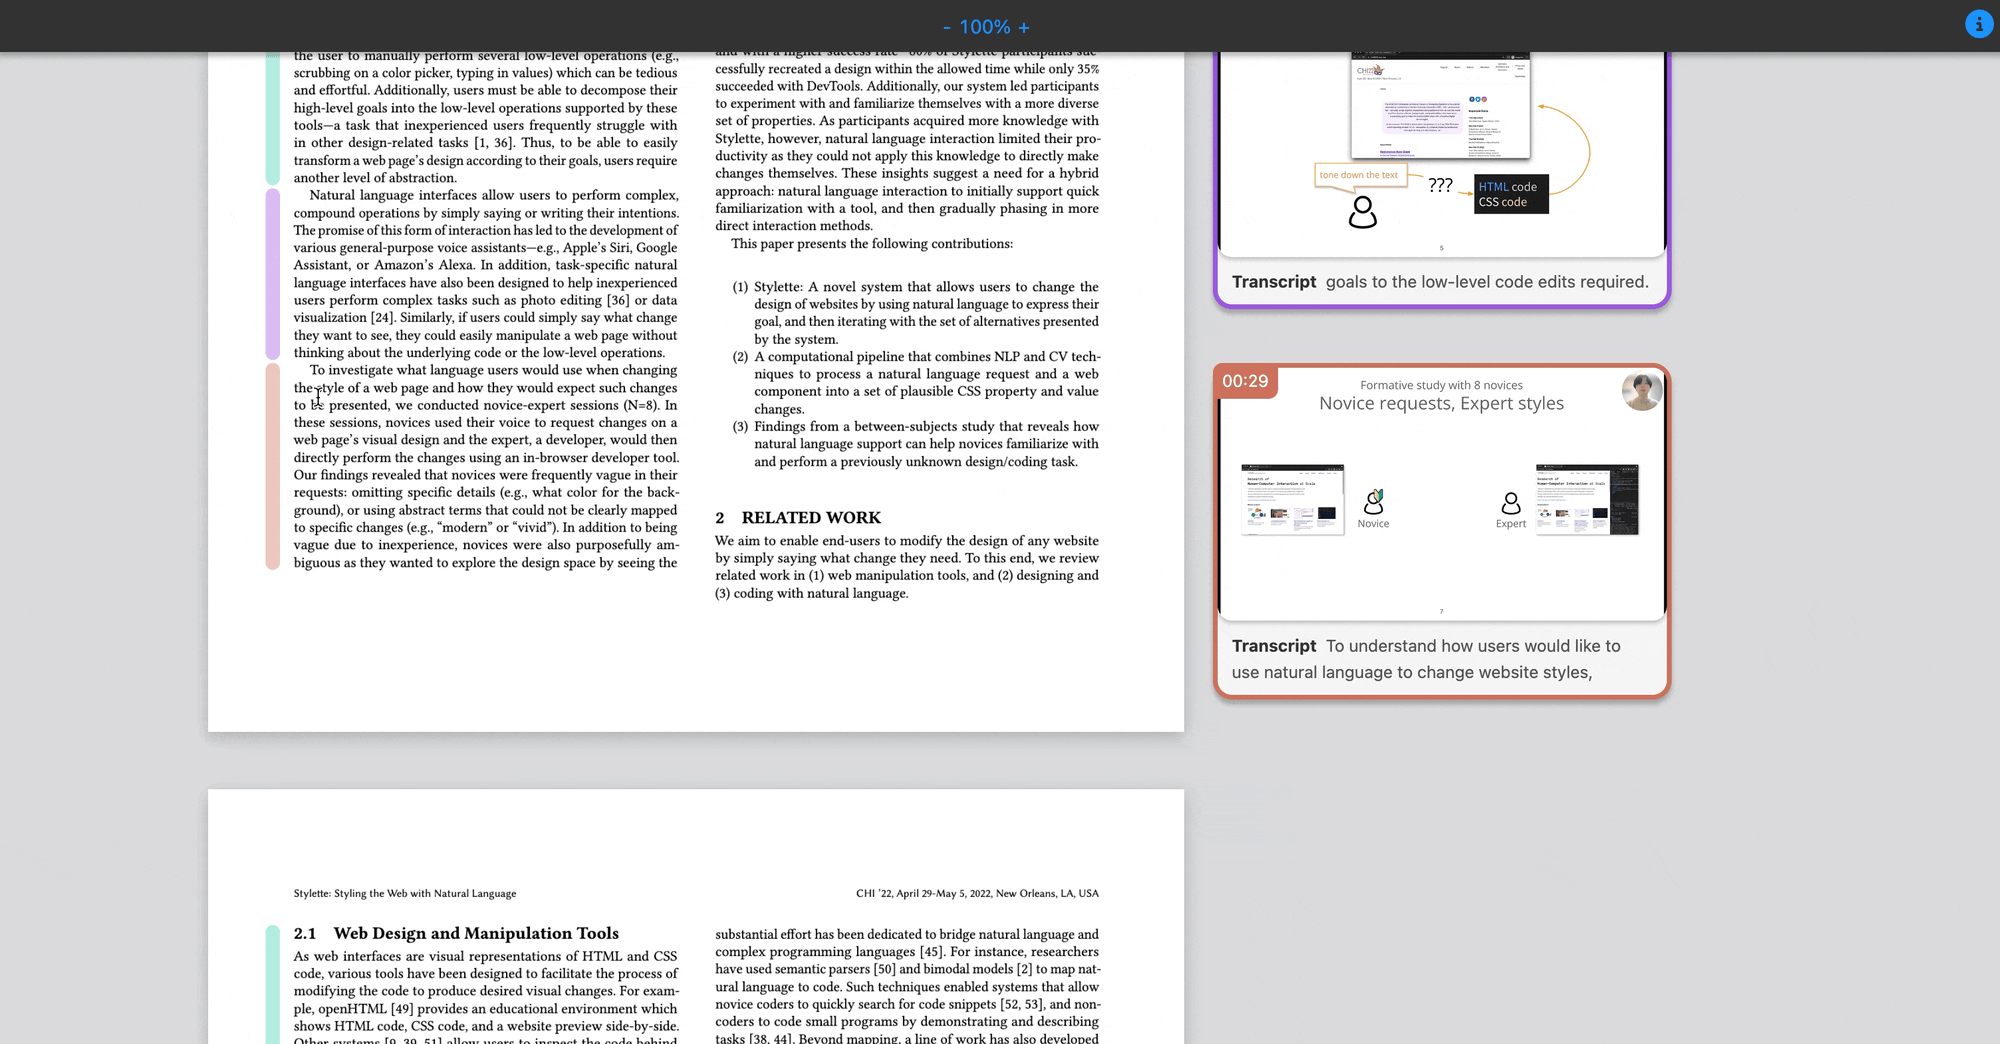 - 100% +
the user to manually perform several low-level operations (e.g.,
scrubbing on a color picker, typing in values) which can be tedious
and effortful. Additionally, users must be able to decompose their
high-level goals into the low-level operations supported by these
tools—a task that inexperienced users frequently struggle with
in other design-related tasks [1, 36]. Thus, to be able to easily
transform a web page's design according to their goals, users require
another level of abstraction.
Natural language interfaces allow users to perform complex,
compound operations by simply saying or writing their intentions.
The promise of this form of interaction has led to the development of
various general-purpose voice assistants—e.g., Apple's Siri, Google
Assistant, or Amazon's Alexa. In addition, task-specific natural
language interfaces have also been designed to help inexperienced
users perform complex tasks such as photo editing [36] or data
visualization [24]. Similarly, if users could simply say what change
they want to see, they could easily manipulate a web page without
thinking about the underlying code or the low-level operations.
To investigate what language users would use when changing
the style of a web page and how they would expect such changes
to be presented, we conducted novice-expert sessions (N=8). In
these sessions, novices used their voice to request changes on a
web page's visual design and the expert, a developer, would then
directly perform the changes using an in-browser developer tool.
Our findings revealed that novices were frequently vague in their
requests: omitting specific details (e.g., what color for the back-
ground), or using abstract terms that could not be clearly mapped
to specific changes (e.g., "modern" or "vivid"). In addition to being
vague due to inexperience, novices were also purposefully am-
biguous as they wanted to explore the design space by seeing the
and with a higher success rate—80% of Stylette participants suc-
cessfully recreated a design within the allowed time while only 35%
succeeded with DevTools. Additionally, our system led participants
to experiment with and familiarize themselves with a more diverse
set of properties. As participants acquired more knowledge with
Stylette, however, natural language interaction limited their pro-
ductivity as they could not apply this knowledge to directly make
changes themselves. These insights suggest a need for a hybrid
approach: natural language interaction to initially support quick
familiarization with a tool, and then gradually phasing in more
direct interaction methods.
This paper presents the following contributions:
(1) Stylette: A novel system that allows users to change the
design of websites by using natural language to express their
goal, and then iterating with the set of alternatives presented
by the system.
(2) A computational pipeline that combines NLP and CV tech-
niques to process a natural language request and a web
component into a set of plausible CSS property and value
changes.
(3) Findings from a between-subjects study that reveals how
natural language support can help novices familiarize with
and perform a previously unknown design/coding task.
2 RELATED WORK
We aim to enable end-users to modify the design of any website
by simply saying what change they need. To this end, we review
related work in (1) web manipulation tools, and (2) designing and
(3) coding with natural language.
tone down the text
???
HTML code
CSS code
5
Transcript goals to the low-level code edits required.
00:29
Formative study with 8 novices
Novice requests, Expert styles
Novice
Expert
7
Transcript To understand how users would like to
use natural language to change website styles,
Stylette: Styling the Web with Natural Language
CHI '22, April 29-May 5, 2022, New Orleans, LA, USA
2.1 Web Design and Manipulation Tools
As web interfaces are visual representations of HTML and CSS
code, various tools have been designed to facilitate the process of
modifying the code to produce desired visual changes. For exam-
ple, openHTML [49] provides an educational environment which
shows HTML code, CSS code, and a website preview side-by-side.
Other systems [9, 39, 51] allow users to inspect the code behind
substantial effort has been dedicated to bridge natural language and
complex programming languages [45]. For instance, researchers
have used semantic parsers [50] and bimodal models [2] to map nat-
ural language to code. Such techniques enabled systems that allow
novice coders to quickly search for code snippets [52, 53], and non-
coders to code small programs by demonstrating and describing
tasks [38, 44]. Beyond mapping, a line of work has also developed